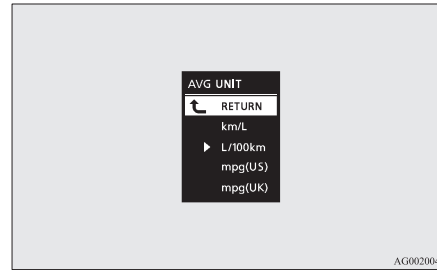 AVG UNIT
RETURN
km/L
L/100km
mpg(US)
mpg(UK)